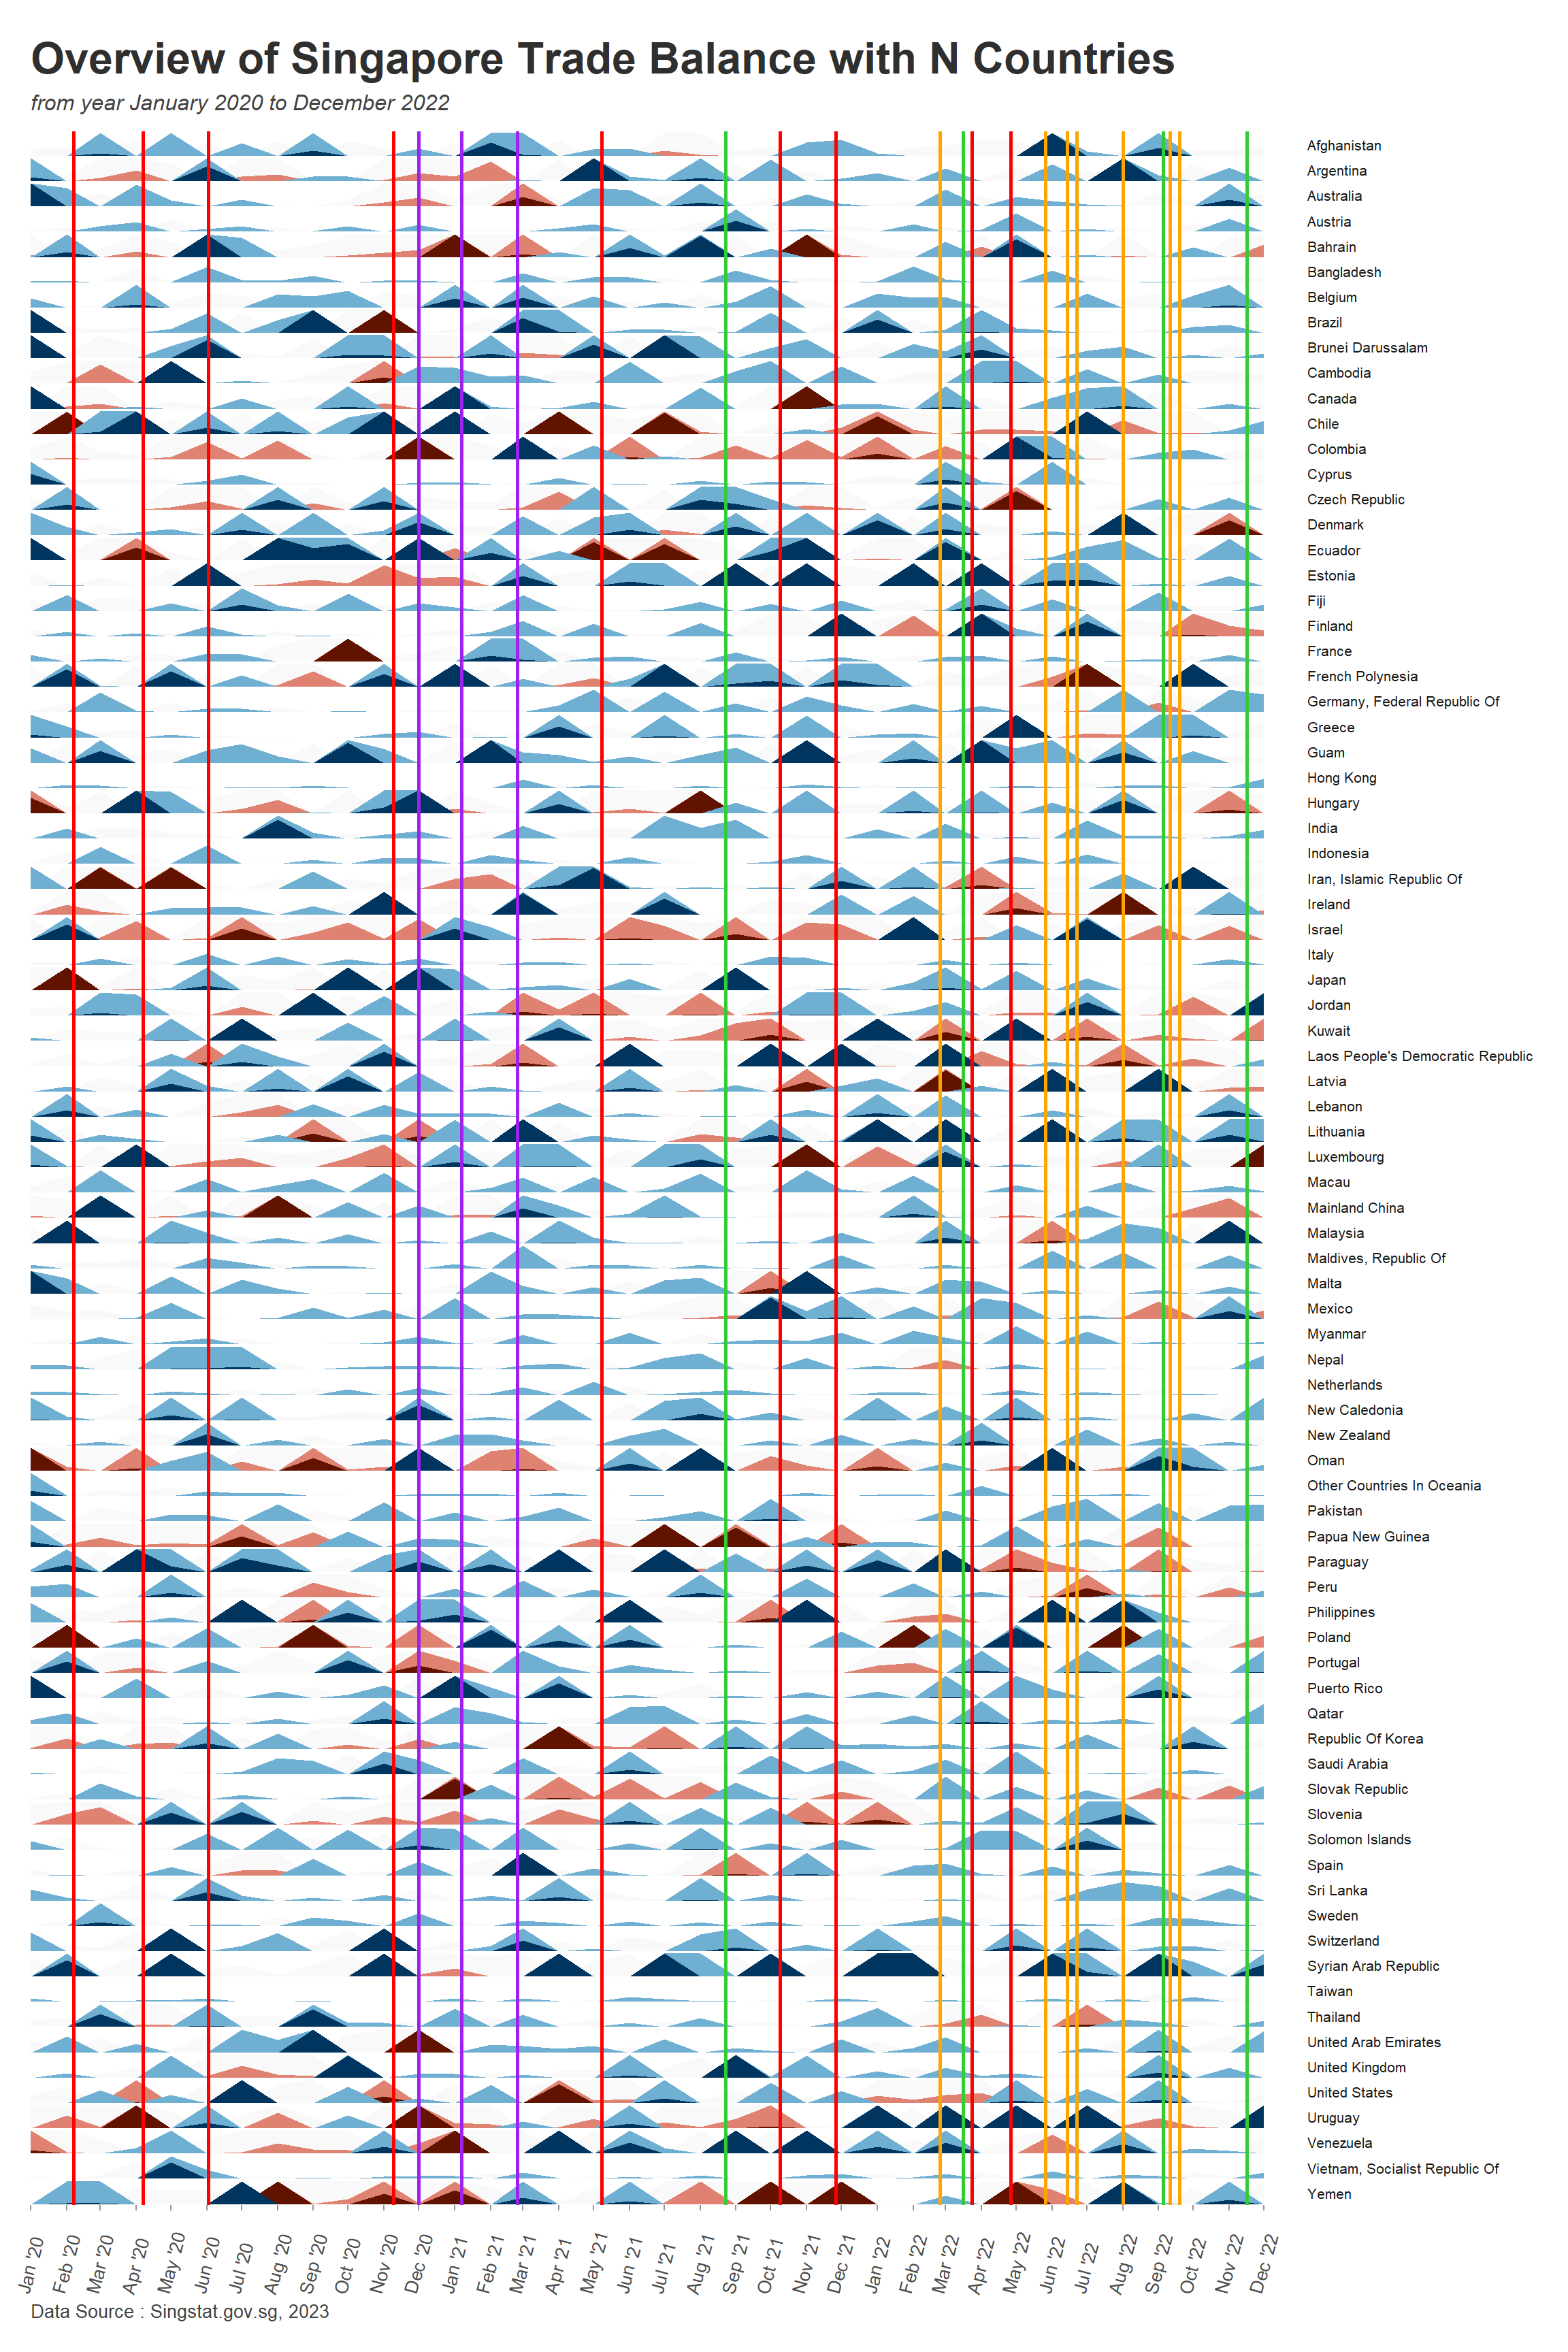 Overview of Singapore Trade Balance with N Countries
from year January 2020 to December 2022
Afghanistan
Argentina
Australia
Austria
Bahrain
Bangladesh
Belgium
Brazil
Brunei Darussalam
Cambodia
Canada
Chile
Colombia
Cyprus
Czech Republic
Denmark
Ecuador
Estonia
Fiji
Finland
France
French Polynesia
Germany, Federal Republic Of
Greece
Guam
Hong Kong
Hungary
India
Indonesia
Iran, Islamic Republic Of
Ireland
Israel
Italy
Japan
Jordan
Kuwait
Laos People's Democratic Republic
Latvia
Lebanon
Lithuania
Luxembourg
Macau
Mainland China
Malaysia
Maldives, Republic Of
Malta
Mexico
Myanmar
Nepal
Netherlands
New Caledonia
New Zealand
Oman
Other Countries In Oceania
Pakistan
Papua New Guinea
Paraguay
Peru
Philippines
Poland
Portugal
Puerto Rico
Qatar
Republic Of Korea
Saudi Arabia
Slovak Republic
Slovenia
Solomon Islands
Spain
Sri Lanka
Sweden
Switzerland
Syrian Arab Republic
Taiwan
Thailand
United Arab Emirates
United Kingdom
United States
Uruguay
Venezuela
Vietnam, Socialist Republic Of
Yemen
Jan '20 Feb '20 Mar '20 Apr '20 May '20 Jun '20 Jul '20 Aug '20 Sep '20 Oct '20 Nov '20 Dec '20 Jan '21 Feb '21 Mar '21 Apr '21 May '21 Jun '21 Jul '21 Aug '21 Sep '21 Oct '21 Nov '21 Dec '21 Jan '22 Feb '22 Mar '22 Apr '22 May '22 Jun '22 Jul '22 Aug '22 Sep '22 Oct '22 Nov '22 Dec '22
Data Source : Singstat.gov.sg, 2023